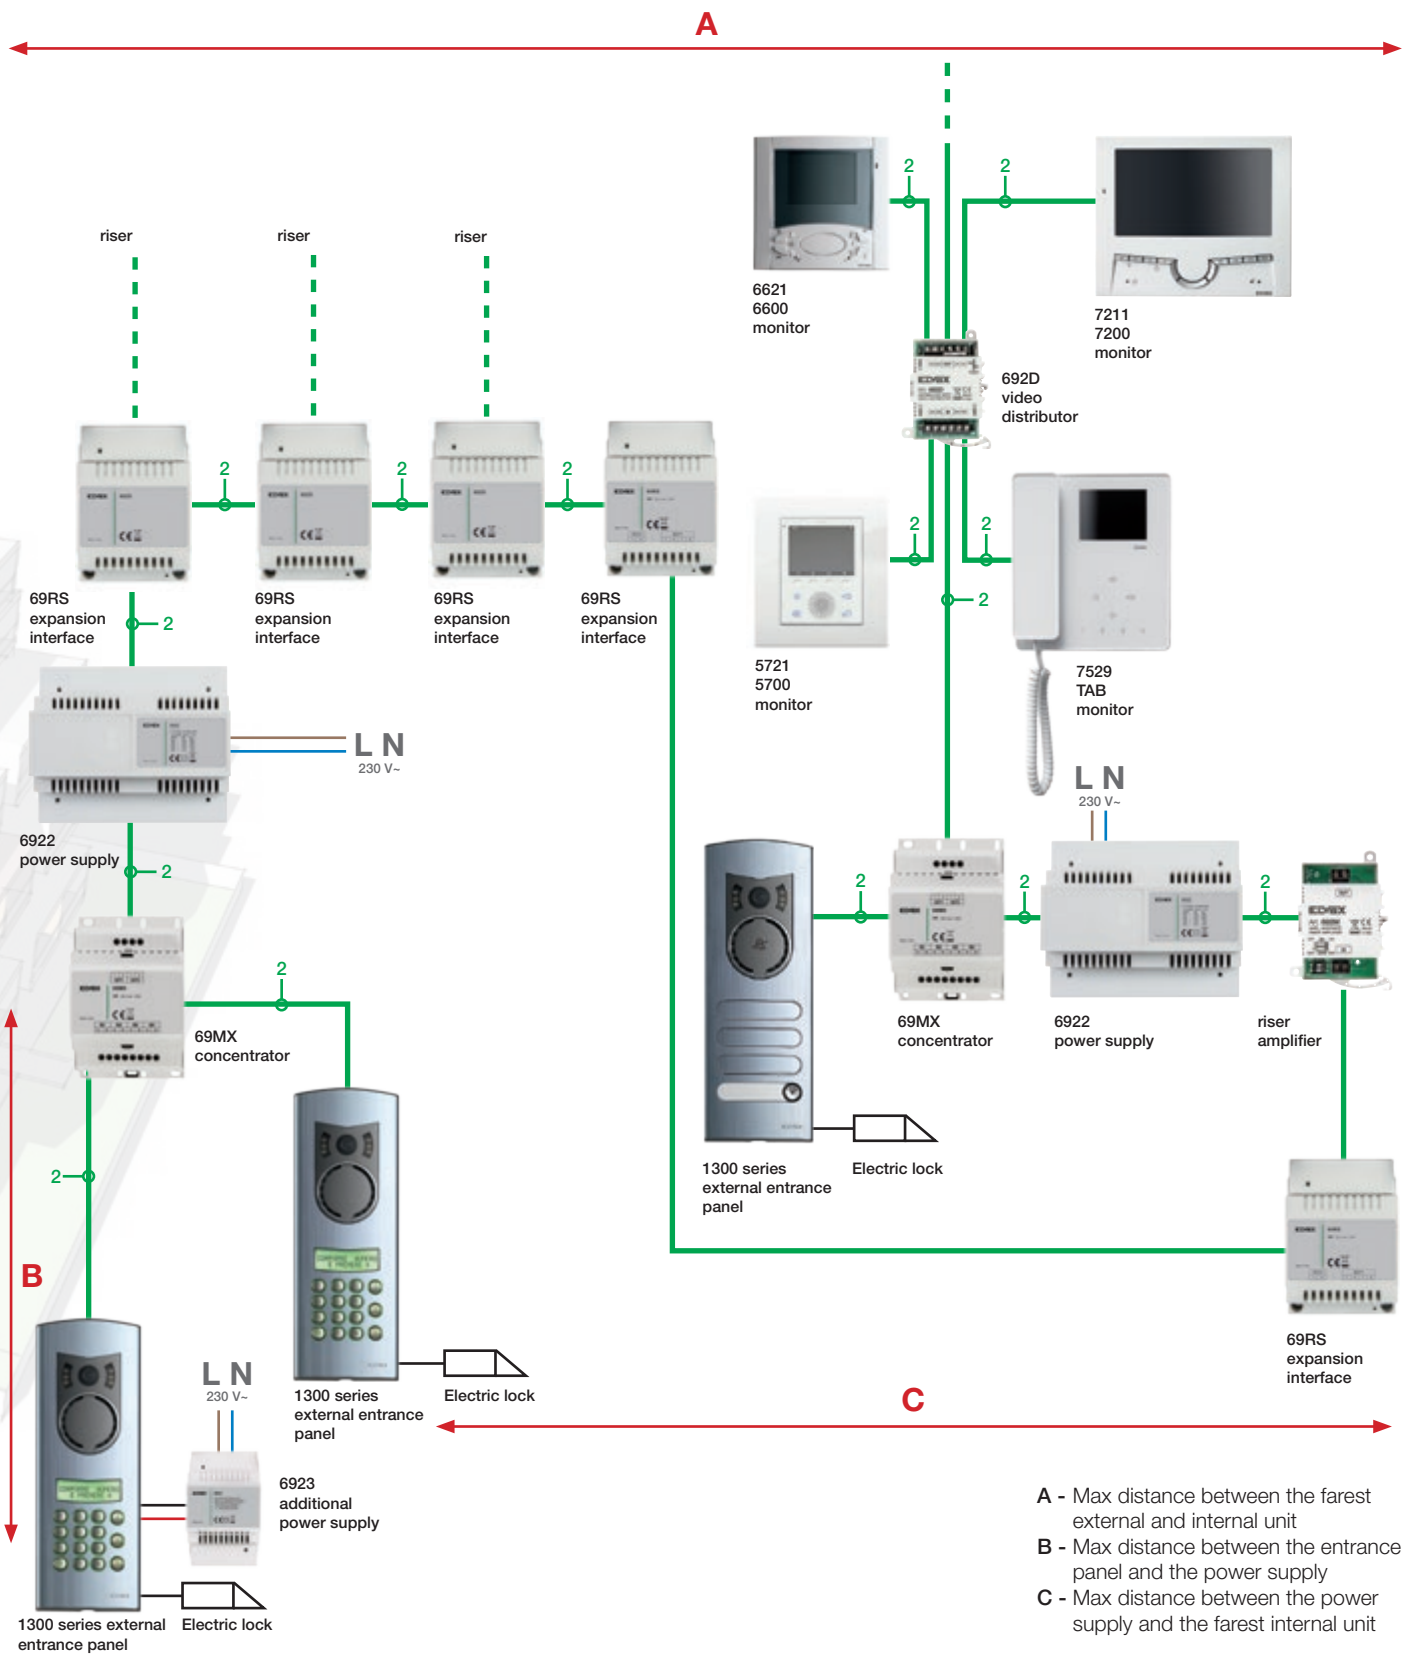 A
riser
riser
riser
2
2
6621
6600
monitor
7211
7200
monitor
692D
video
distributor
2
2
2
2
2
69RS
expansion
interface
69RS
expansion
interface
69RS
expansion
interface
69RS
expansion
interface
2
2
5721
5700
monitor
7529
TAB
monitor
L N
230 V~
6922
power supply
2
L N
230 V~
2
2
2
2
69MX
concentrator
69MX
concentrator
6922
power supply
riser
amplifier
2
1300 series
external entrance
panel
Electric lock
B
69RS
expansion
interface
L N
230 V~
1300 series
external entrance
panel
Electric lock
C
6923
additional
power supply
1300 series external
entrance panel
Electric lock
A - Max distance between the farest
external and internal unit
B - Max distance between the entrance
panel and the power supply
C - Max distance between the power
supply and the farest internal unit